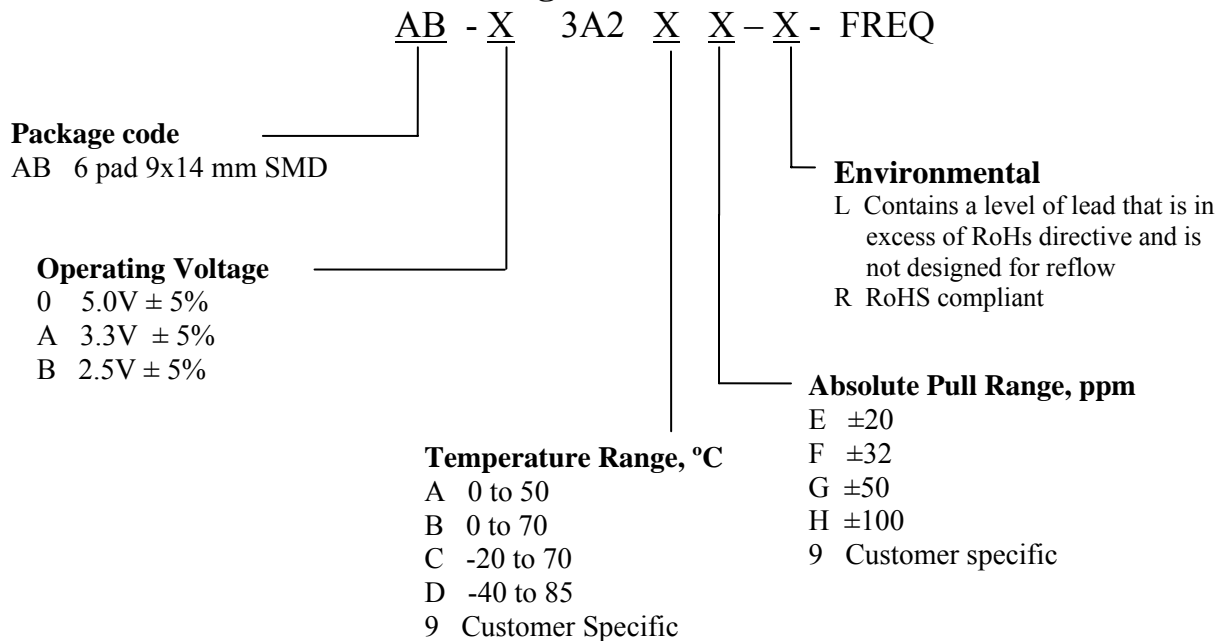 AB - X 3A2 X X – X - FREQ
Package code
AB 6 pad 9x14 mm SMD
Operating Voltage
0 5.0V ± 5%
A 3.3V ± 5%
B 2.5V ± 5%
Temperature Range, ºC
A 0 to 50
B 0 to 70
C -20 to 70
D -40 to 85
9 Customer Specific
Absolute Pull Range, ppm
E ±20
F ±32
G ±50
H ±100
9 Customer specific
Environmental
L Contains a level of lead that is in
excess of RoHs directive and is
not designed for reflow
R RoHS compliant